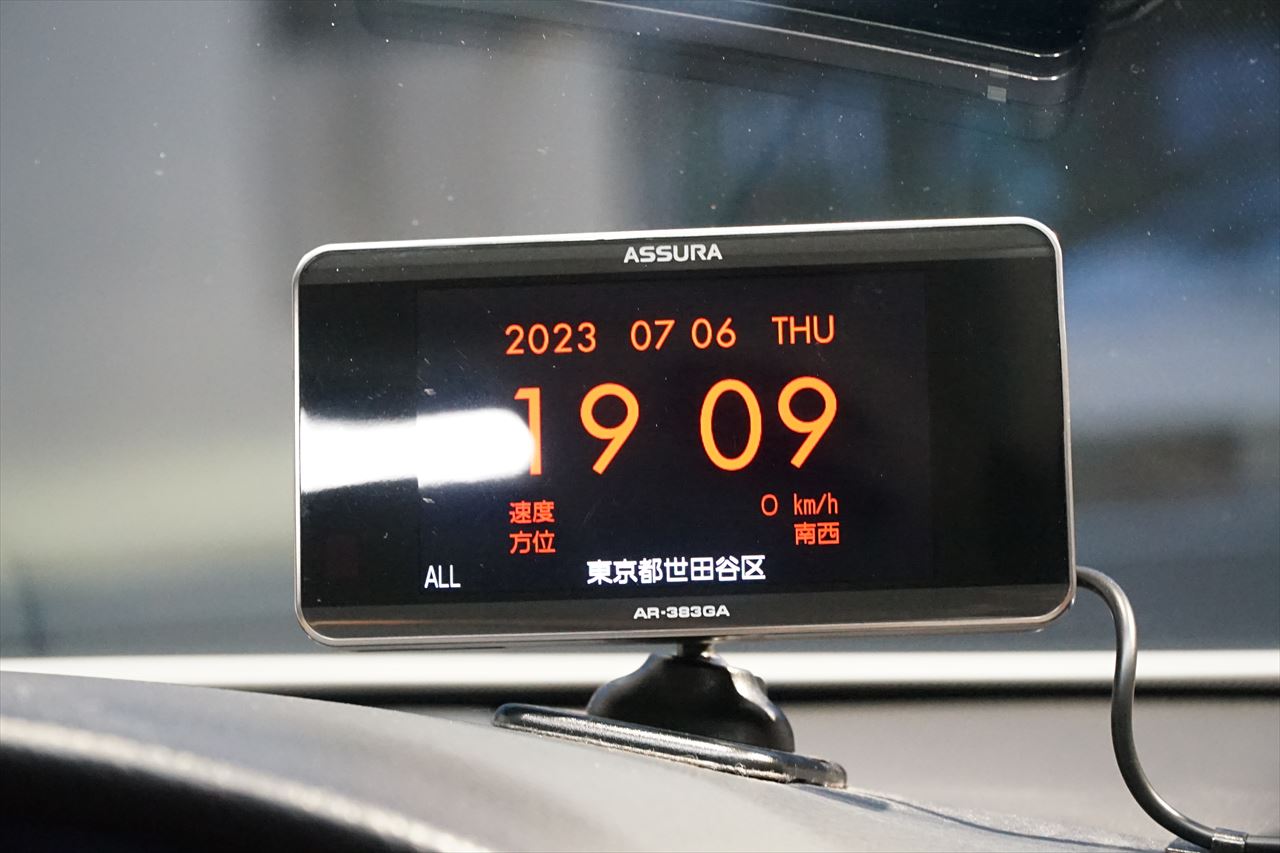 ASSURA
2023 07 06 THU
19 09
速度 0 km/h
方位 南西
ALL 東京都世田谷区
AR-383GA